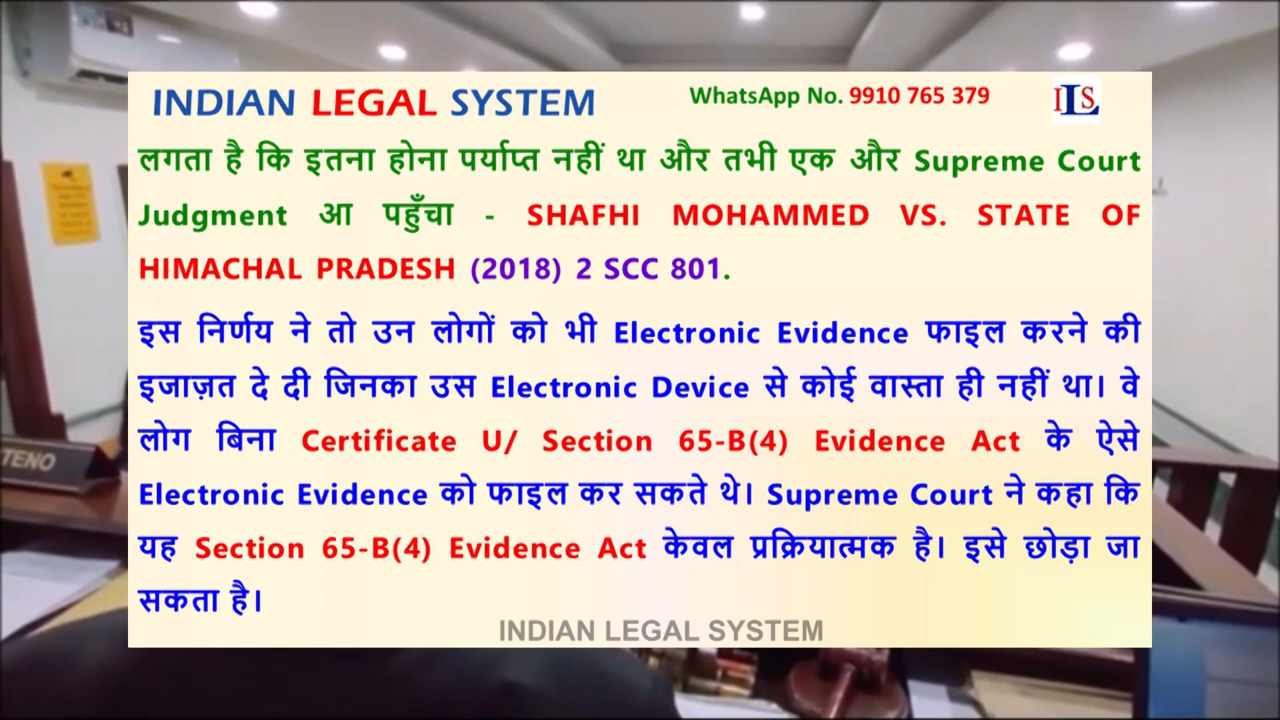 INDIAN LEGAL SYSTEM
WhatsApp No. 9910 765 379
ILS
लगता है कि इतना होना पर्याप्त नहीं था और तभी एक और Supreme Court
Judgment आ पहुँचा - SHAFHI MOHAMMED VS. STATE OF
HIMACHAL PRADESH (2018) 2 SCC 801.
इस निर्णय ने तो उन लोगों को भी Electronic Evidence फाइल करने की
इजाज़त दे दी जिनका उस Electronic Device से कोई वास्ता ही नहीं था। वे
लोग बिना Certificate U/ Section 65-B(4) Evidence Act के ऐसे
Electronic Evidence को फाइल कर सकते थे। Supreme Court ने कहा कि
यह Section 65-B(4) Evidence Act केवल प्रक्रियात्मक है। इसे छोड़ा जा
सकता है।
INDIAN LEGAL SYSTEM
TENO